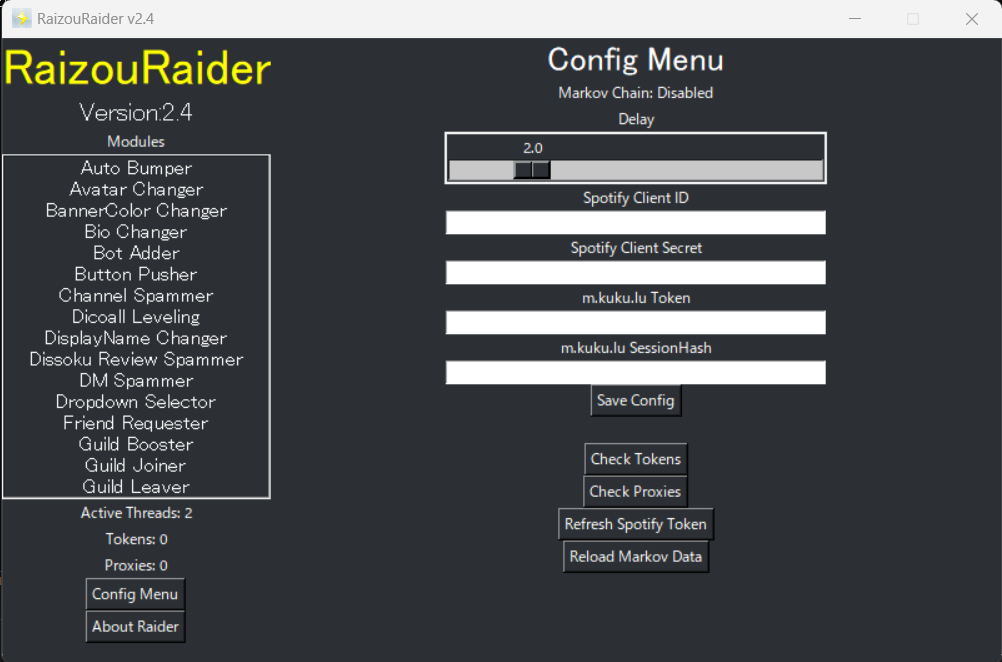 RaizouRaider v2.4
RaizouRaider
Version:2.4
Modules
Auto Bumper
Avatar Changer
BannerColor Changer
Bio Changer
Bot Adder
Button Pusher
Channel Spammer
Dicoall Leveling
DisplayName Changer
Dissoku Review Spammer
DM Spammer
Dropdown Selector
Friend Requester
Guild Booster
Guild Joiner
Guild Leaver
Active Threads: 2
Tokens: 0
Proxies: 0
Config Menu
About Raider
Config Menu
Markov Chain: Disabled
Delay
2.0
Spotify Client ID
Spotify Client Secret
m.kuku.lu Token
m.kuku.lu SessionHash
Save Config
Check Tokens
Check Proxies
Refresh Spotify Token
Reload Markov Data